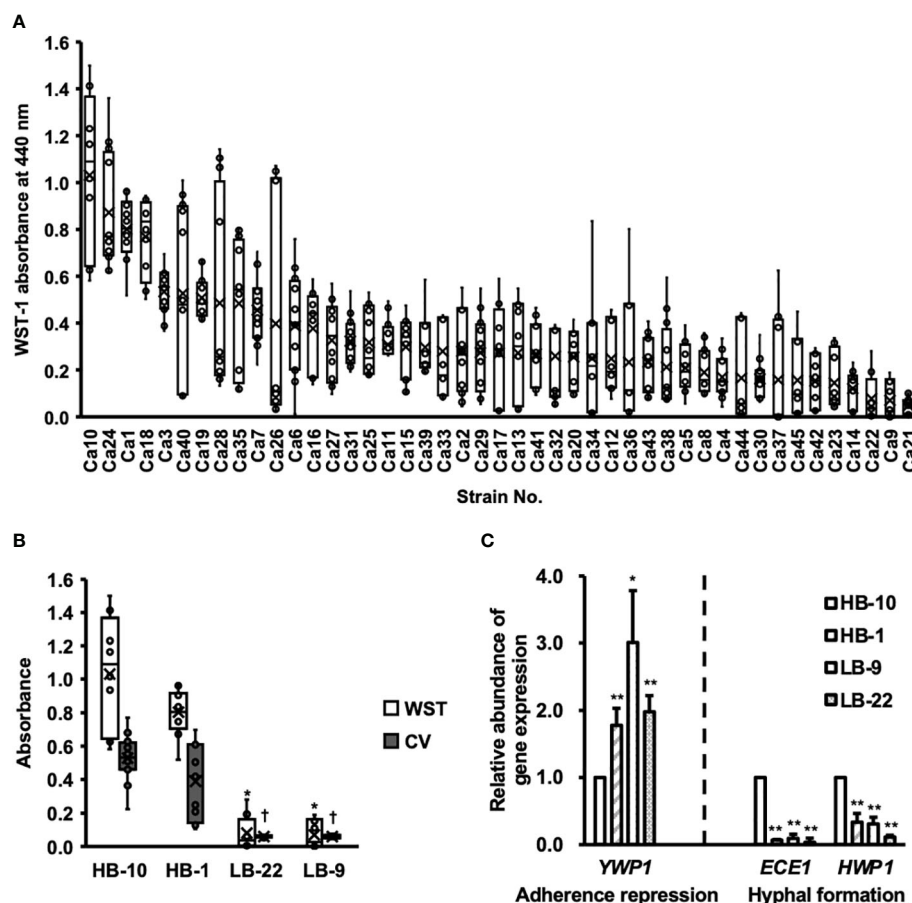 A
1.6
1.4
1.2
1.0
0.8
0.6
0.4
0.2
0.0
WST-1 absorbance at 440 nm
Ca10 Ca24 Ca1 Ca18 Ca3 Ca40 Ca19 Ca28 Ca35 Ca7 Ca26 Ca6 Ca16 Ca27 Ca31 Ca25 Ca11 Ca15 Ca39 Ca33 Ca2 Ca29 Ca17 Ca13 Ca41 Ca32 Ca20 Ca34 Ca12 Ca36 Ca43 Ca38 Ca5 Ca8 Ca4 Ca44 Ca30 Ca37 Ca45 Ca42 Ca23 Ca14 Ca22 Ca9 Ca21
Strain No.
B
1.6
1.4
1.2
1.0
0.8
0.6
0.4
0.2
0.0
Absorbance
* † * †
WST
CV
HB-10 HB-1 LB-22 LB-9
C
4.0
3.0
2.0
1.0
0.0
Relative abundance of
gene expression
** * **
** ** ** ** ** **
HB-10
HB-1
LB-9
LB-22
YWP1 ECE1 HWP1
Adherence repression Hyphal formation